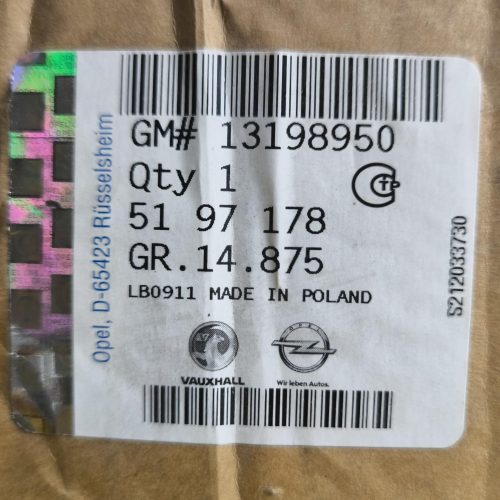 GM# 13198950
Qty 1
51 97 178
GR.14.875
LB0911 MADE IN POLAND
VAUXHALL
OPEL
Wir leben Autos.
Opel, D-65423 Rüsselsheim
S212033730